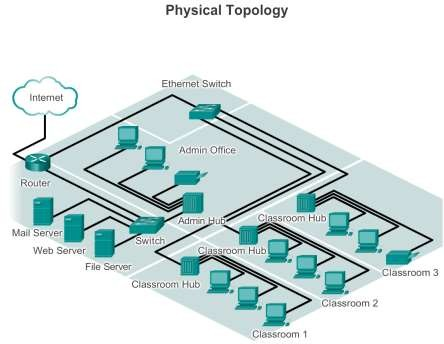 Physical Topology
Ethernet Switch
Internet
Admin Office
Router
Admin Hub
Classroom Hub
Mail Server
Switch
Web Server
Classroom Hub
File Server
Classroom 3
Classroom Hub
Classroom 2
Classroom 1